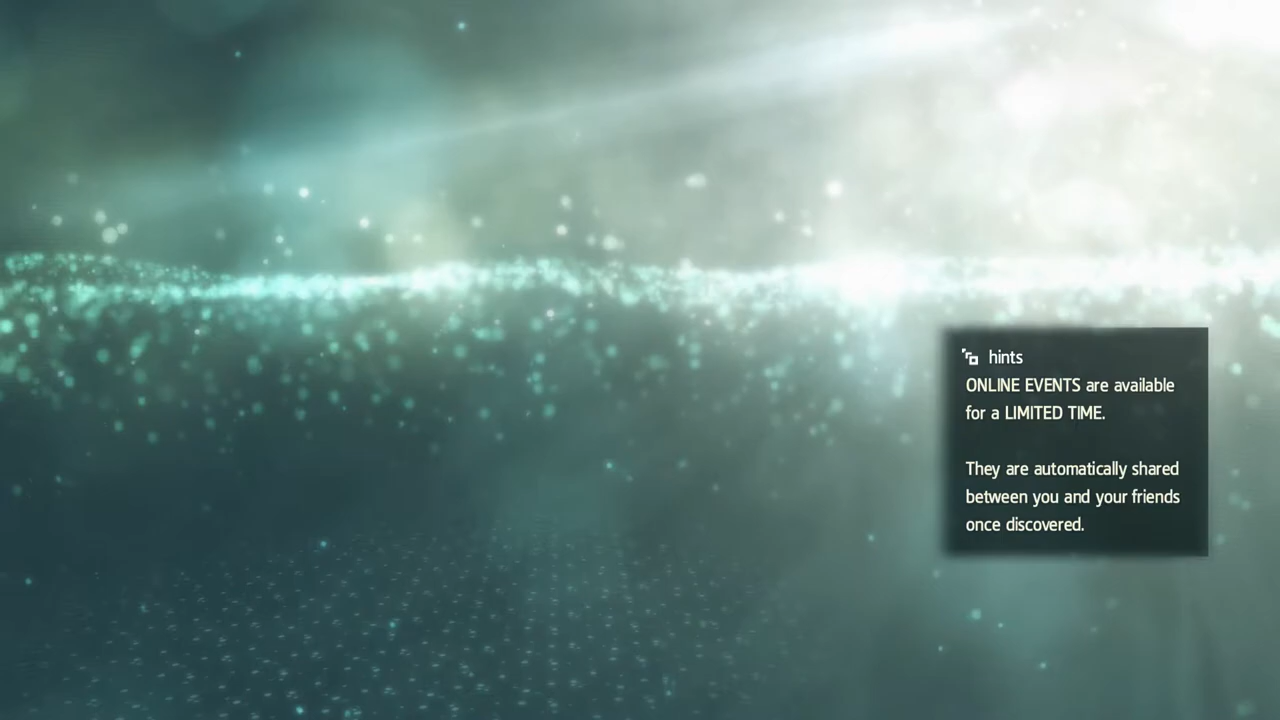 hints
ONLINE EVENTS are available
for a LIMITED TIME.
They are automatically shared
between you and your friends
once discovered.